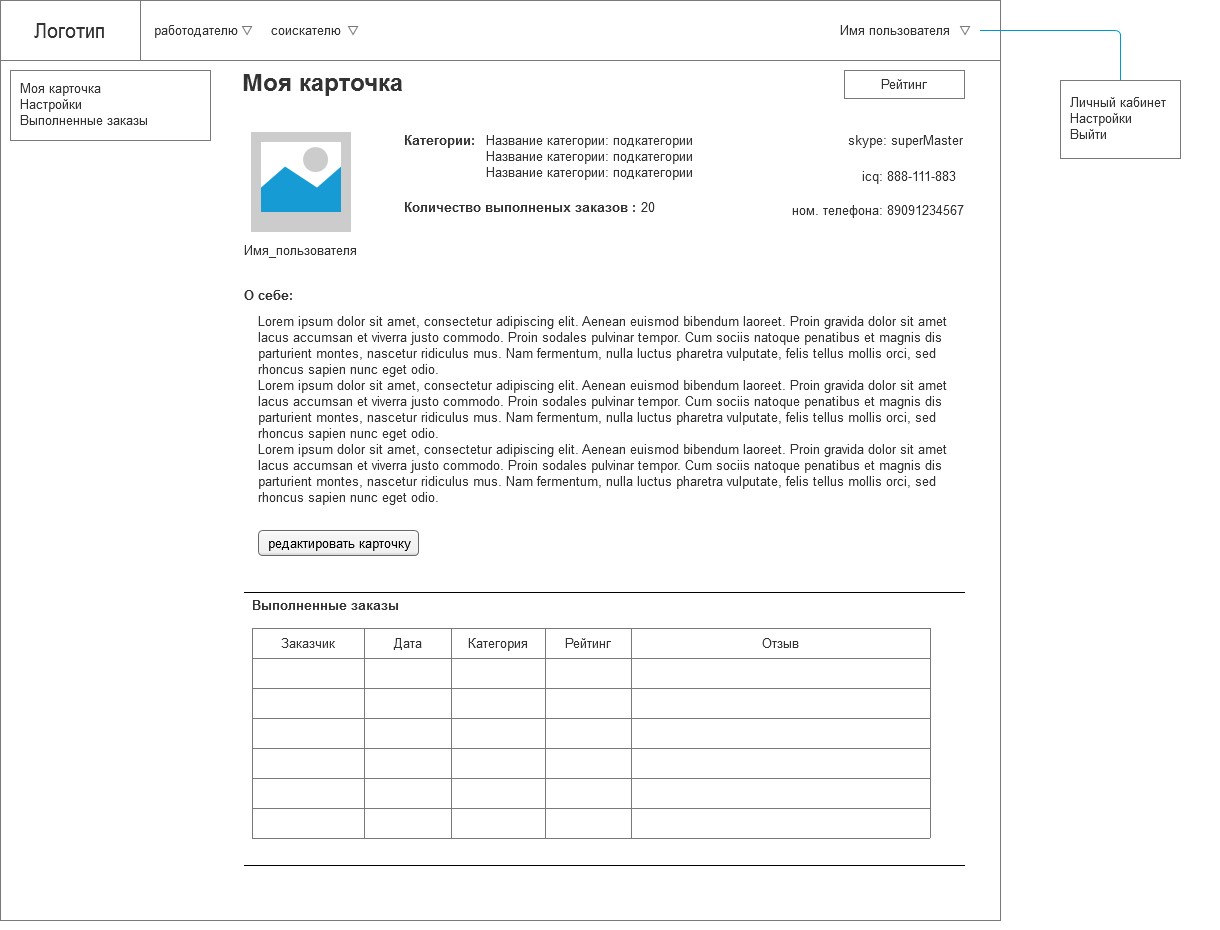 Логотип
работодателю
соискателю
Имя пользователя
Моя карточка
Настройки
Выполненные заказы
Личный кабинет
Настройки
Выйти
Моя карточка
Рейтинг
Категории: Название категории: подкатегории
Название категории: подкатегории
Название категории: подкатегории
Количество выполненых заказов : 20
skype: superMaster
icq: 888-111-883
ном. телефона: 89091234567
Имя_пользователя
О себе:
Lorem ipsum dolor sit amet, consectetur adipiscing elit. Aenean euismod bibendum laoreet. Proin gravida dolor sit amet
lacus accumsan et viverra justo commodo. Proin sodales pulvinar tempor. Cum sociis natoque penatibus et magnis dis
parturient montes, nascetur ridiculus mus. Nam fermentum, nulla luctus pharetra vulputate, felis tellus mollis orci, sed
rhoncus sapien nunc eget odio.
Lorem ipsum dolor sit amet, consectetur adipiscing elit. Aenean euismod bibendum laoreet. Proin gravida dolor sit amet
lacus accumsan et viverra justo commodo. Proin sodales pulvinar tempor. Cum sociis natoque penatibus et magnis dis
parturient montes, nascetur ridiculus mus. Nam fermentum, nulla luctus pharetra vulputate, felis tellus mollis orci, sed
rhoncus sapien nunc eget odio.
Lorem ipsum dolor sit amet, consectetur adipiscing elit. Aenean euismod bibendum laoreet. Proin gravida dolor sit amet
lacus accumsan et viverra justo commodo. Proin sodales pulvinar tempor. Cum sociis natoque penatibus et magnis dis
parturient montes, nascetur ridiculus mus. Nam fermentum, nulla luctus pharetra vulputate, felis tellus mollis orci, sed
rhoncus sapien nunc eget odio.
редактировать карточку
Выполненные заказы
Заказчик Дата Категория Рейтинг Отзыв